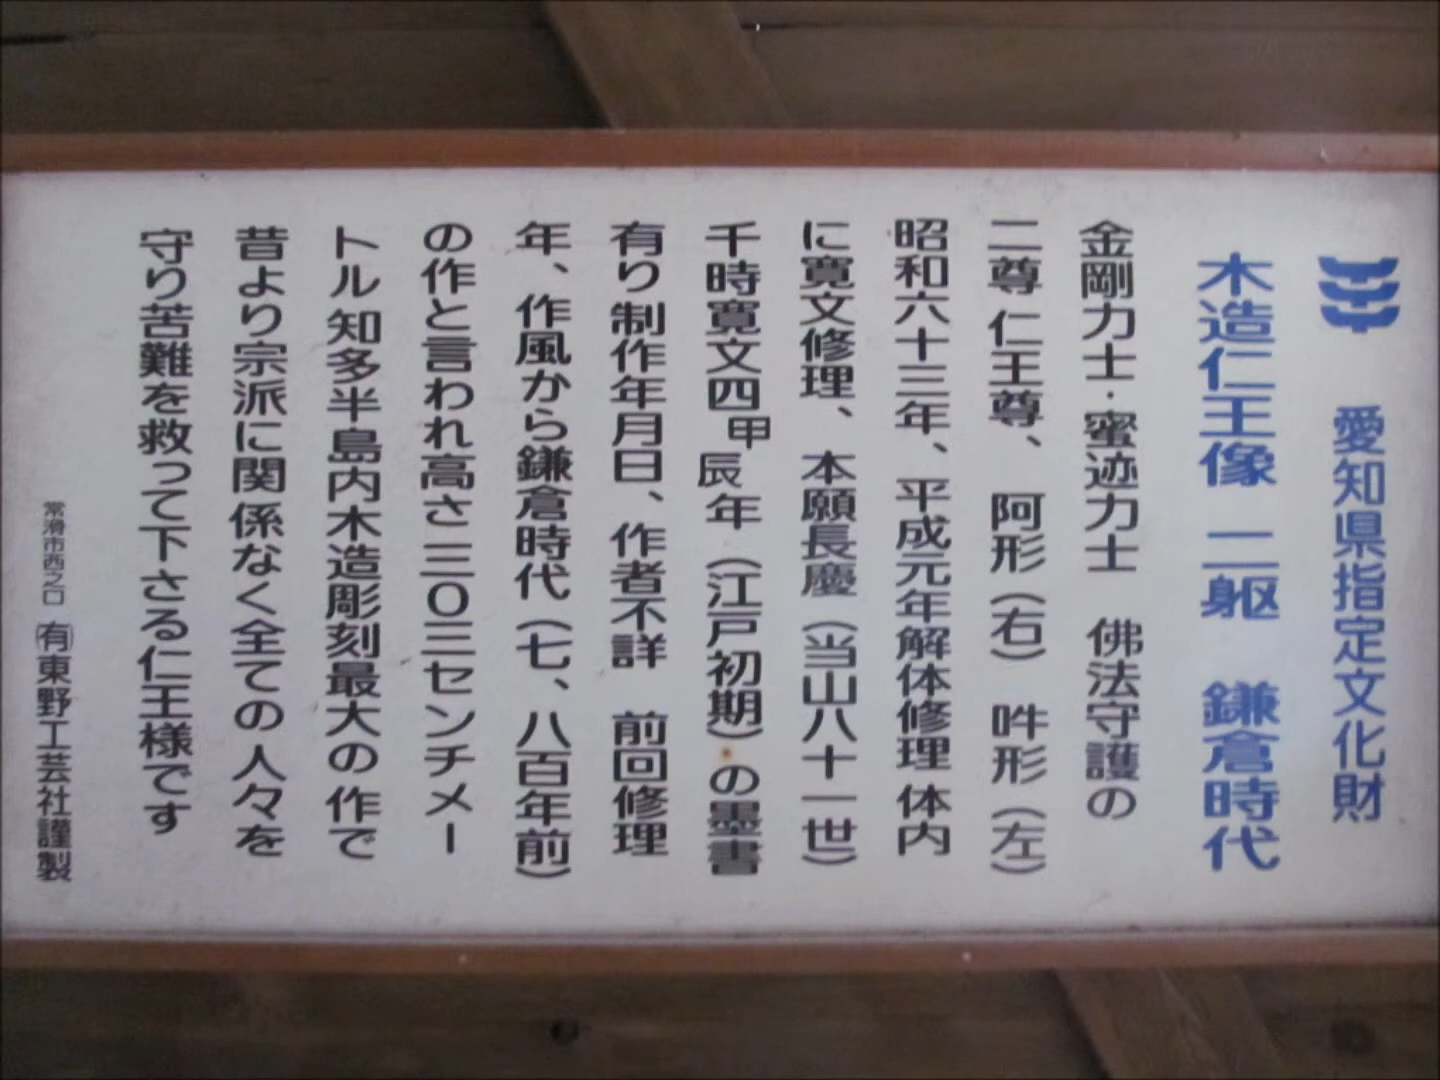 愛知県指定文化財
木造仁王像 二躯 鎌倉時代
金剛力士・蜜迹力士 佛法守護の
二尊 仁王尊、 阿形(右) 吽形(左)
昭和六十三年、平成元年解体修理 体内
に寛文修理、本願長慶(当山八十一世)
千時寛文四甲辰年(江戸初期)の墨書
有り 制作年月日、作者不詳 前回修理
年、作風から鎌倉時代(七、八百年前)
の作と言われ高さ三〇三センチメー
トル 知多半島内木造彫刻最大の作で
昔より宗派に関係なく全ての人々を
守り苦難を救って下さる仁王様です
常滑市西之口 ㈲東野工芸社謹製